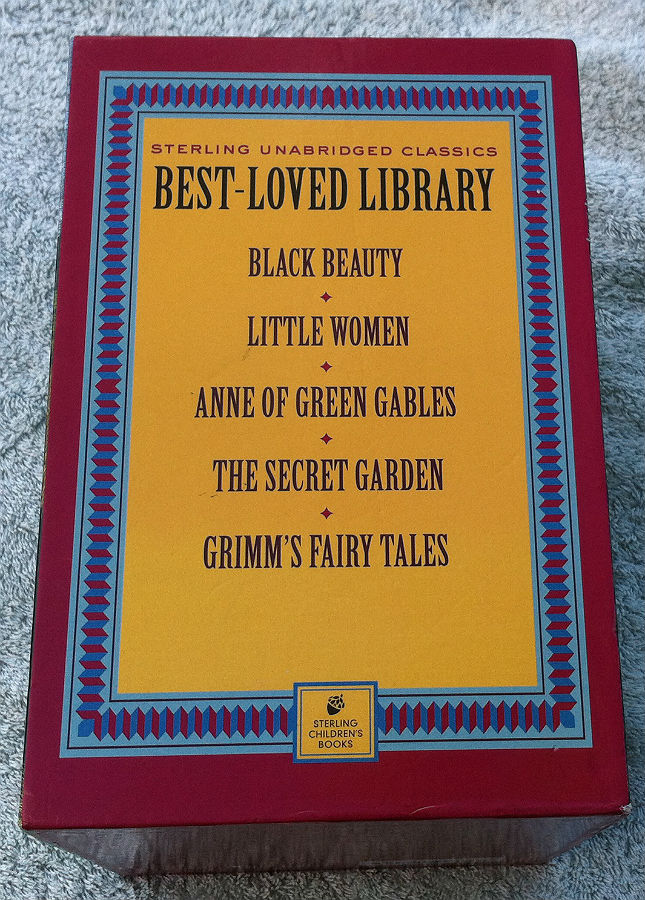 STERLING UNABRIDGED CLASSICS
BEST-LOVED LIBRARY
BLACK BEAUTY
LITTLE WOMEN
ANNE OF GREEN GABLES
THE SECRET GARDEN
GRIMM'S FAIRY TALES
STERLING
CHILDREN'S
BOOKS